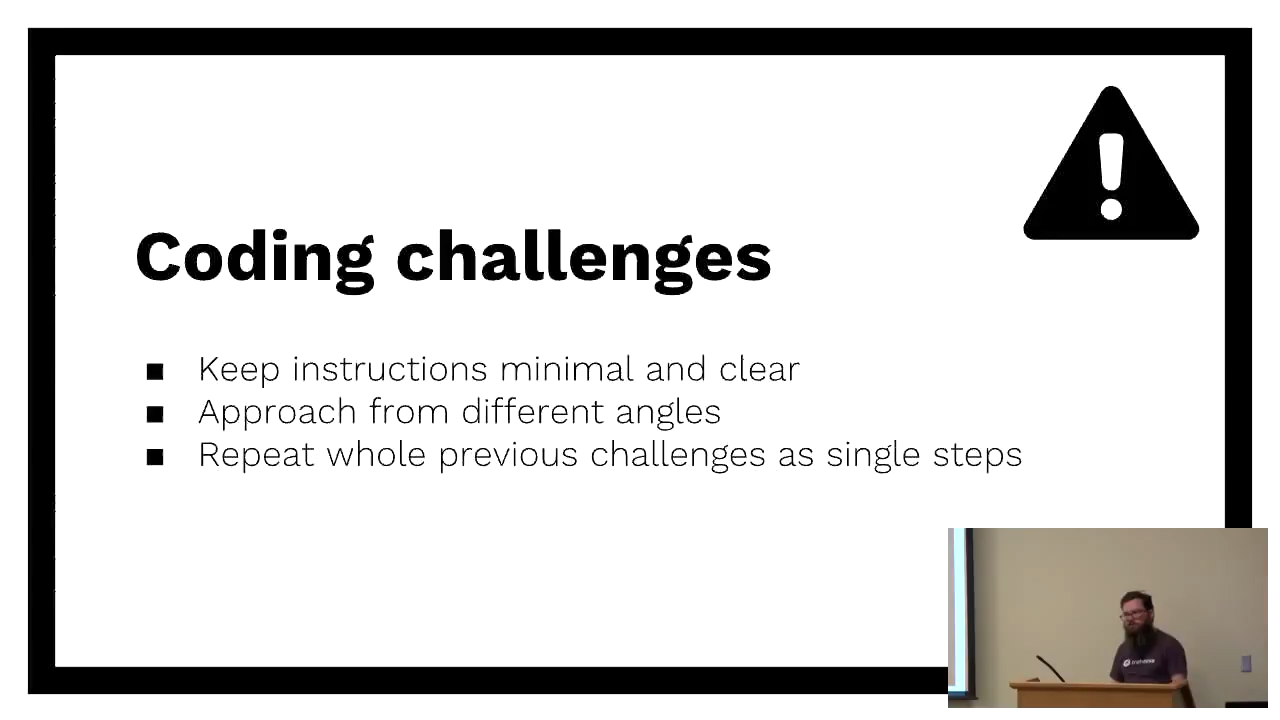 Coding challenges
■ Keep instructions minimal and clear
■ Approach from different angles
■ Repeat whole previous challenges as single steps